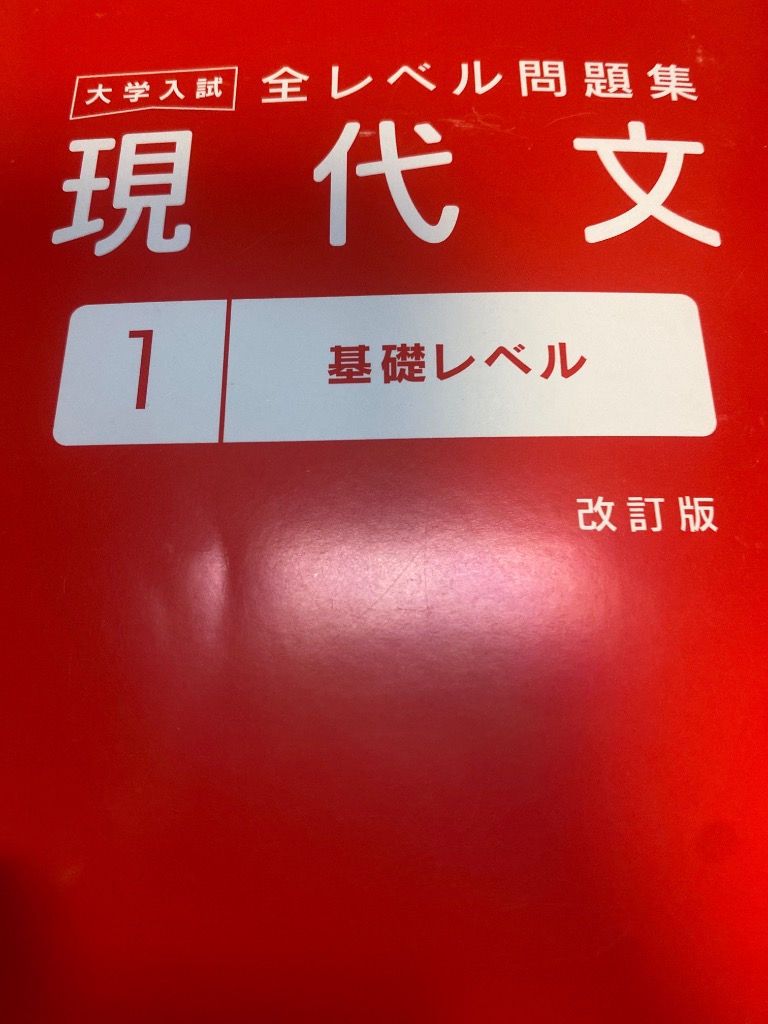 大学入試 全レベル問題集
現代文
1 基礎レベル
改訂版